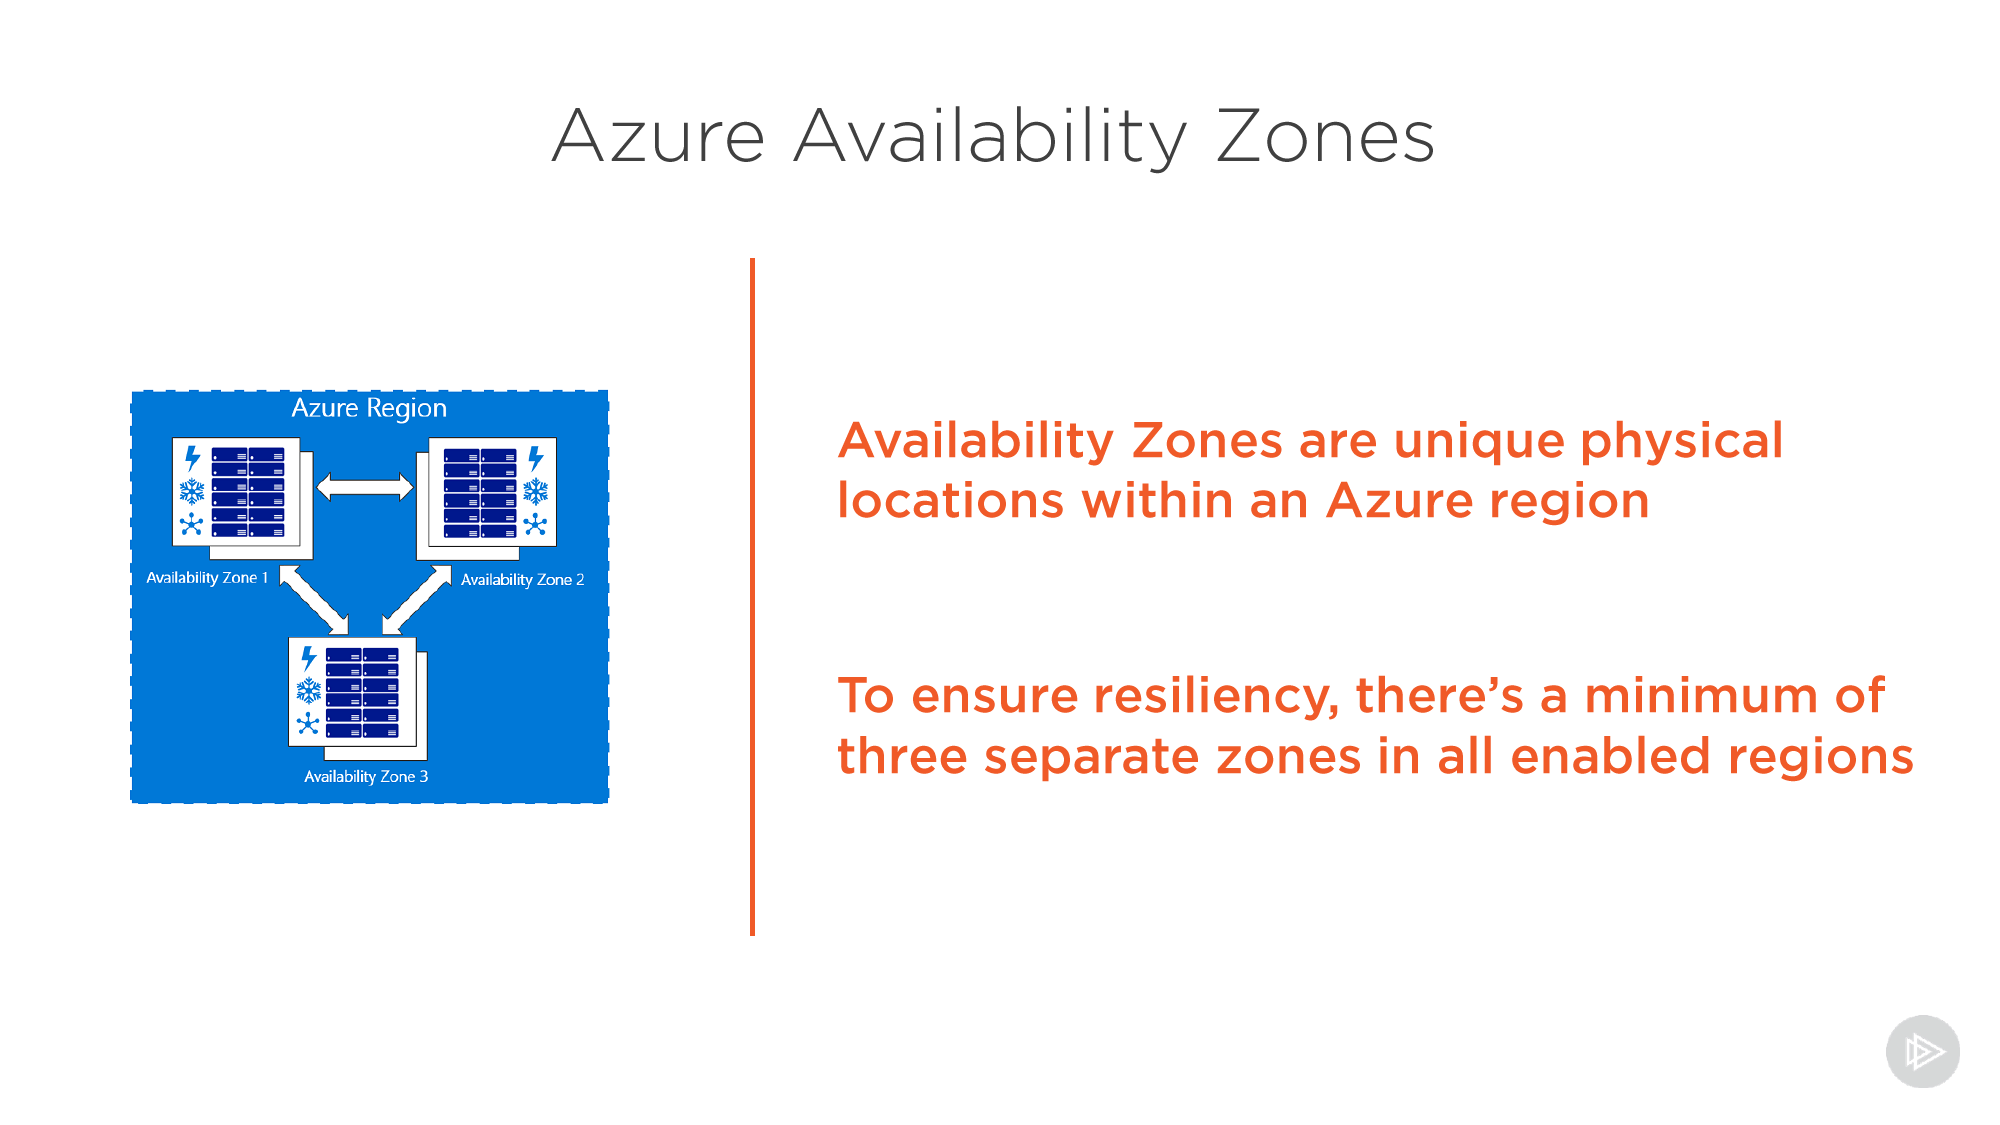 Azure Availability Zones
Azure Region
Availability Zone 1
Availability Zone 2
Availability Zone 3
Availability Zones are unique physical
locations within an Azure region
To ensure resiliency, there’s a minimum of
three separate zones in all enabled regions